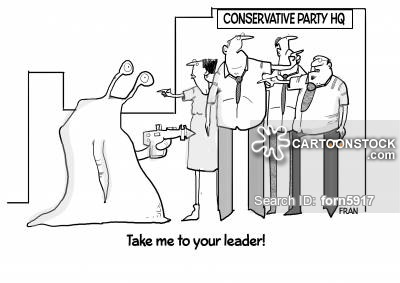 CONSERVATIVE PARTY HQ
CARTOONSTOCK
.com
Search ID: forn5917
FRAN
Take me to your leader!